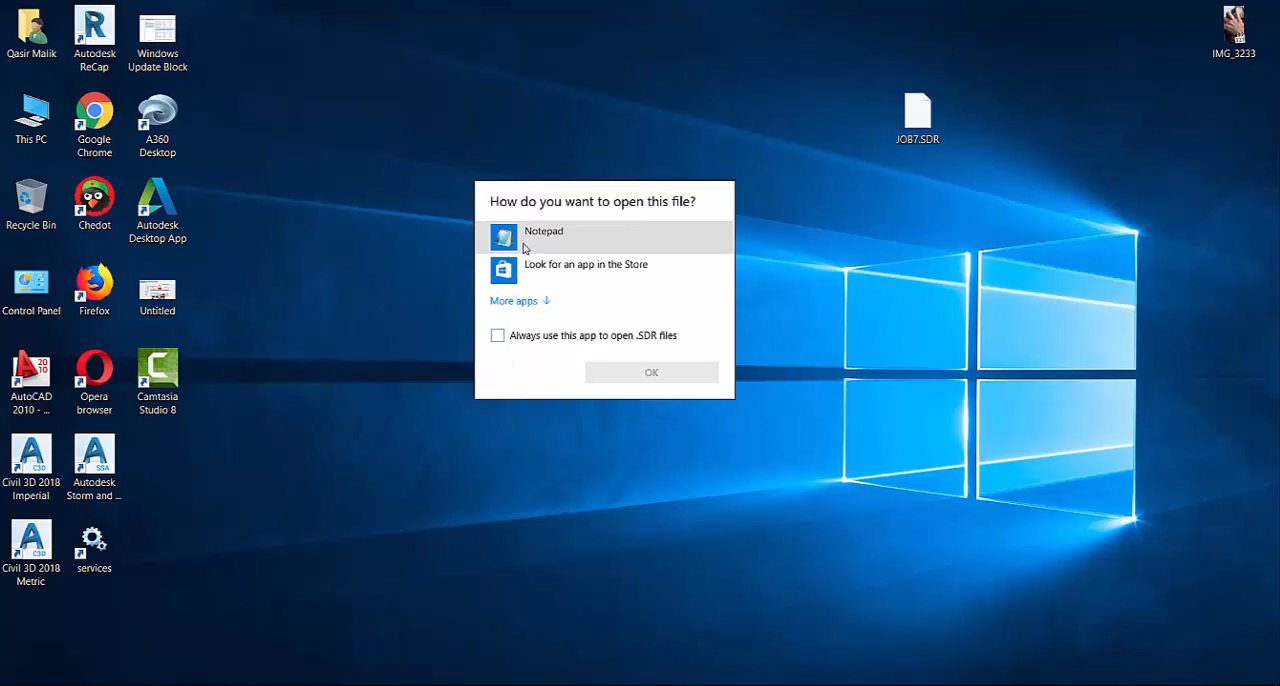 Qasir Malik
Autodesk
ReCap
Windows
Update Block
This PC
Google
Chrome
A360
Desktop
Recycle Bin
Chedot
Autodesk
Desktop App
Control Panel
Firefox
Untitled
AutoCAD
2010 - ...
Opera
browser
Camtasia
Studio 8
Civil 3D 2018
Imperial
Autodesk
Storm and ...
Civil 3D 2018
Metric
services
JOB7.SDR
IMG_3233
How do you want to open this file?
Notepad
Look for an app in the Store
More apps ↓
Always use this app to open .SDR files
OK